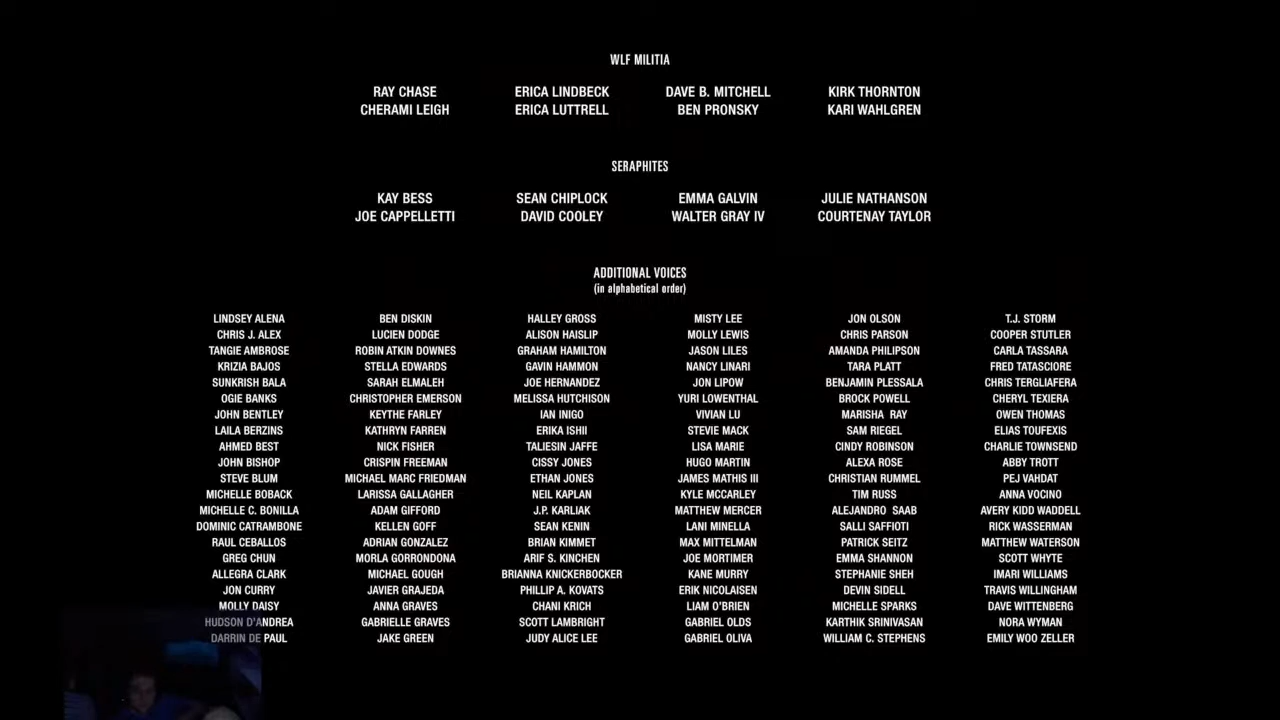 WLF MILITIA
RAY CHASE ERICA LINDBECK DAVE B. MITCHELL KIRK THORNTON
CHERAMI LEIGH ERICA LUTTRELL BEN PRONSKY KARI WAHLGREN
SERAPHITES
KAY BESS SEAN CHIPLOCK EMMA GALVIN JULIE NATHANSON
JOE CAPPELLETTI DAVID COOLEY WALTER GRAY IV COURTENAY TAYLOR
ADDITIONAL VOICES
(in alphabetical order)
LINDSEY ALENA BEN DISKIN HALLEY GROSS MISTY LEE JON OLSON T.J. STORM
CHRIS J. ALEX LUCIEN DODGE ALISON HAISLIP MOLLY LEWIS CHRIS PARSON COOPER STUTLER
TANGIE AMBROSE ROBIN ATKIN DOWNES GRAHAM HAMILTON JASON LILES AMANDA PHILIPSON CARLA TASSARA
KRIZIA BAJOS STELLA EDWARDS GAVIN HAMMON NANCY LINARI TARA PLATT FRED TATASCIORE
SUNKRISH BALA SARAH ELMALEH JOE HERNANDEZ JON LIPOW BENJAMIN PLESSALA CHRIS TERGLIAFERA
OGIE BANKS CHRISTOPHER EMERSON MELISSA HUTCHISON YURI LOWENTHAL BROCK POWELL CHERYL TEXIERA
JOHN BENTLEY KEYTHE FARLEY IAN INIGO VIVIAN LU MARISHA  RAY OWEN THOMAS
LAILA BERZINS KATHRYN FARREN ERIKA ISHII STEVIE MACK SAM RIEGEL ELIAS TOUFEXIS
AHMED BEST NICK FISHER TALIESIN JAFFE LISA MARIE CINDY ROBINSON CHARLIE TOWNSEND
JOHN BISHOP CRISPIN FREEMAN CISSY JONES HUGO MARTIN ALEXA ROSE ABBY TROTT
STEVE BLUM MICHAEL MARC FRIEDMAN ETHAN JONES JAMES MATHIS III CHRISTIAN RUMMEL PEJ VAHDAT
MICHELLE BOBACK LARISSA GALLAGHER NEIL KAPLAN KYLE MCCARLEY TIM RUSS ANNA VOCINO
MICHELLE C. BONILLA ADAM GIFFORD J.P. KARLIAK MATTHEW MERCER ALEJANDRO  SAAB AVERY KIDD WADDELL
DOMINIC CATRAMBONE KELLEN GOFF SEAN KENIN LANI MINELLA SALLI SAFFIOTI RICK WASSERMAN
RAUL CEBALLOS ADRIAN GONZALEZ BRIAN KIMMET MAX MITTELMAN PATRICK SEITZ MATTHEW WATERSON
GREG CHUN MORLA GORRONDONA ARIF S. KINCHEN JOE MORTIMER EMMA SHANNON SCOTT WHYTE
ALLEGRA CLARK MICHAEL GOUGH BRIANNA KNICKERBOCKER KANE MURRY STEPHANIE SHEH IMARI WILLIAMS
JON CURRY JAVIER GRAJEDA PHILLIP A. KOVATS ERIK NICOLAISEN DEVIN SIDELL TRAVIS WILLINGHAM
MOLLY DAISY ANNA GRAVES CHANI KRICH LIAM O'BRIEN MICHELLE SPARKS DAVE WITTENBERG
HUDSON D'ANDREA GABRIELLE GRAVES SCOTT LAMBRIGHT GABRIEL OLDS KARTHIK SRINIVASAN NORA WYMAN
DARRIN DE PAUL JAKE GREEN JUDY ALICE LEE GABRIEL OLIVA WILLIAM C. STEPHENS EMILY WOO ZELLER